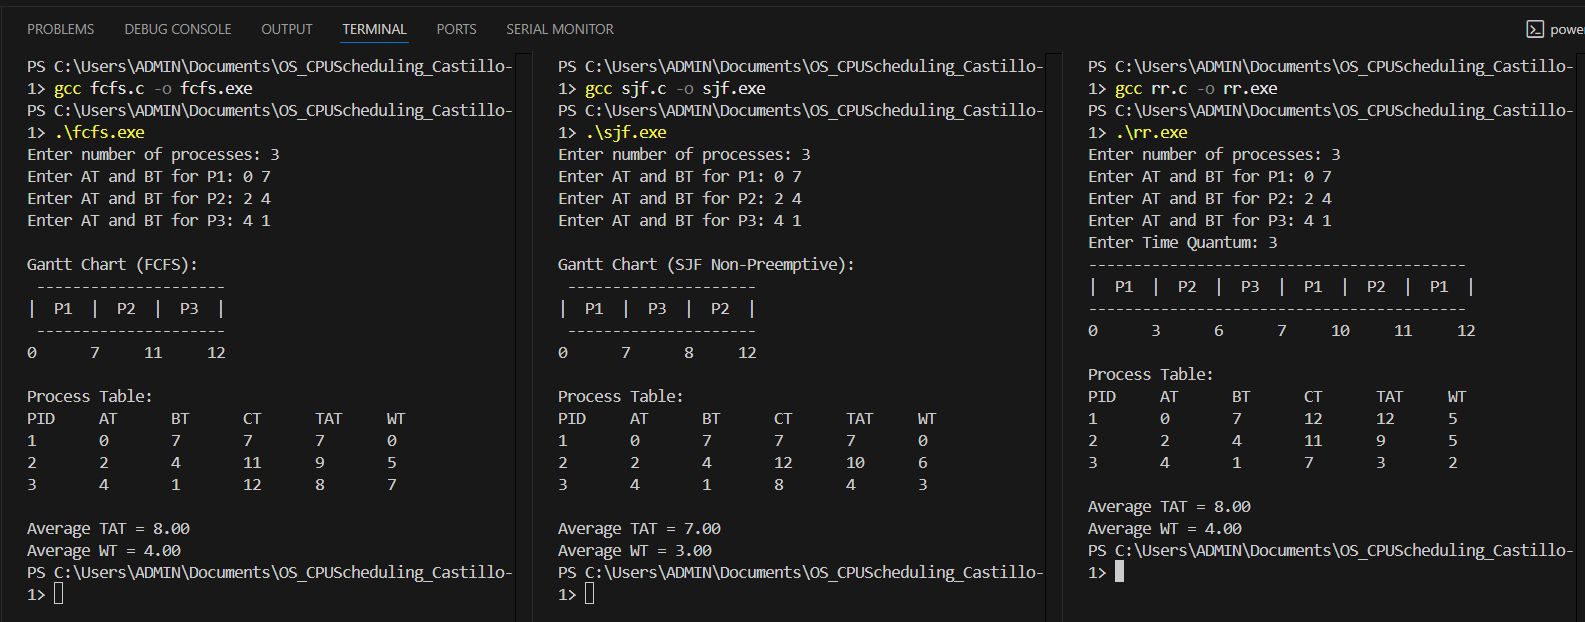 PROBLEMS DEBUG CONSOLE OUTPUT TERMINAL PORTS SERIAL MONITOR
PS C:\Users\ADMIN\Documents\OS_CPUScheduling_Castillo-
1> gcc fcfs.c -o fcfs.exe
PS C:\Users\ADMIN\Documents\OS_CPUScheduling_Castillo-
1> .\fcfs.exe
Enter number of processes: 3
Enter AT and BT for P1: 0 7
Enter AT and BT for P2: 2 4
Enter AT and BT for P3: 4 1
Gantt Chart (FCFS):
---------------------
| P1 | P2 | P3 |
---------------------
0 7 11 12
Process Table:
PID AT BT CT TAT WT
1 0 7 7 7 0
2 2 4 11 9 5
3 4 1 12 8 7
Average TAT = 8.00
Average WT = 4.00
PS C:\Users\ADMIN\Documents\OS_CPUScheduling_Castillo-
1>
PS C:\Users\ADMIN\Documents\OS_CPUScheduling_Castillo-
1> gcc sjf.c -o sjf.exe
PS C:\Users\ADMIN\Documents\OS_CPUScheduling_Castillo-
1> .\sjf.exe
Enter number of processes: 3
Enter AT and BT for P1: 0 7
Enter AT and BT for P2: 2 4
Enter AT and BT for P3: 4 1
Gantt Chart (SJF Non-Preemptive):
---------------------
| P1 | P3 | P2 |
---------------------
0 7 8 12
Process Table:
PID AT BT CT TAT WT
1 0 7 7 7 0
2 2 4 12 10 6
3 4 1 8 4 3
Average TAT = 7.00
Average WT = 3.00
PS C:\Users\ADMIN\Documents\OS_CPUScheduling_Castillo-
1>
PS C:\Users\ADMIN\Documents\OS_CPUScheduling_Castillo-
1> gcc rr.c -o rr.exe
PS C:\Users\ADMIN\Documents\OS_CPUScheduling_Castillo-
1> .\rr.exe
Enter number of processes: 3
Enter AT and BT for P1: 0 7
Enter AT and BT for P2: 2 4
Enter AT and BT for P3: 4 1
Enter Time Quantum: 3
------------------------------------------
| P1 | P2 | P3 | P1 | P2 | P1 |
------------------------------------------
0 3 6 7 10 11 12
Process Table:
PID AT BT CT TAT WT
1 0 7 12 12 5
2 2 4 11 9 5
3 4 1 7 3 2
Average TAT = 8.00
Average WT = 4.00
PS C:\Users\ADMIN\Documents\OS_CPUScheduling_Castillo-
1>